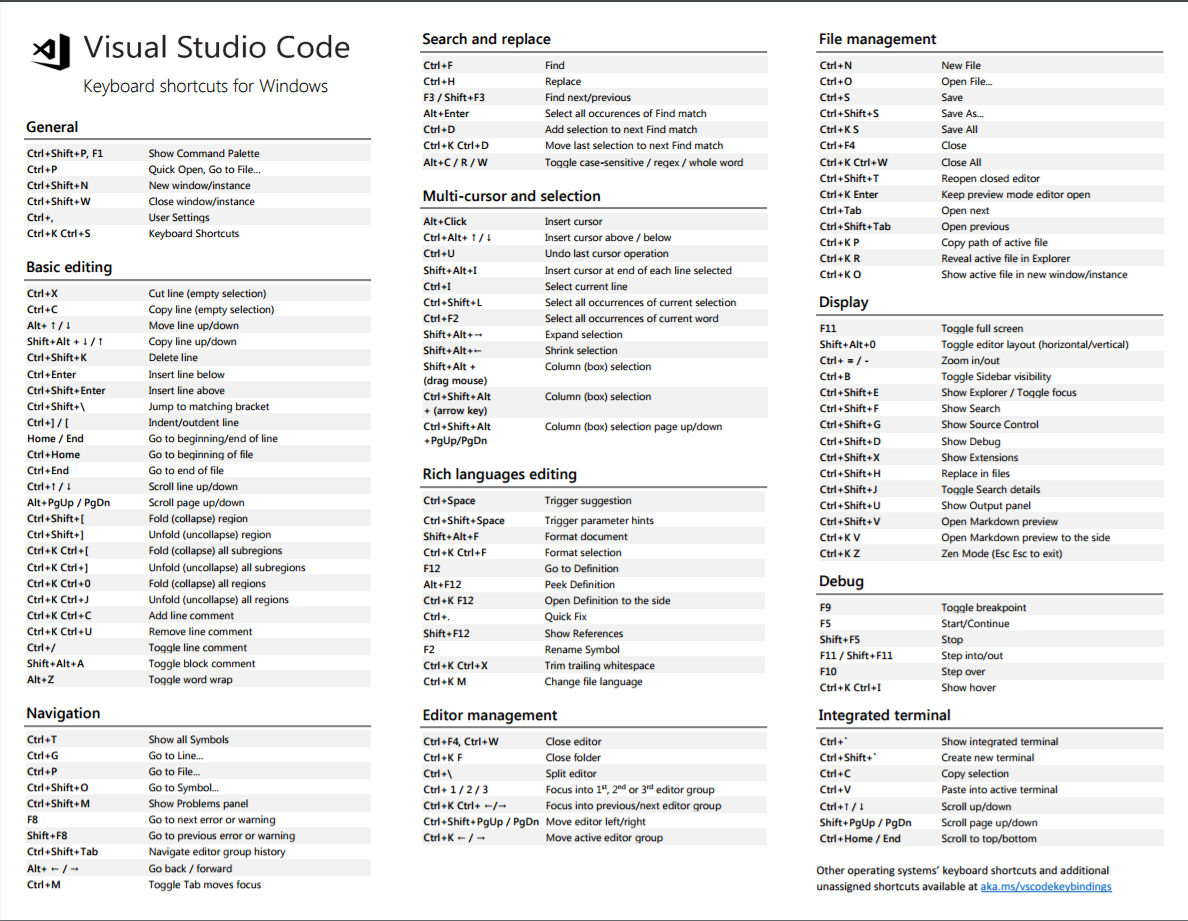 Visual Studio Code
Keyboard shortcuts for Windows
General
Ctrl+Shift+P, F1 Show Command Palette
Ctrl+P Quick Open, Go to File...
Ctrl+Shift+N New window/instance
Ctrl+Shift+W Close window/instance
Ctrl+, User Settings
Ctrl+K Ctrl+S Keyboard Shortcuts
Basic editing
Ctrl+X Cut line (empty selection)
Ctrl+C Copy line (empty selection)
Alt+ ↑ / ↓ Move line up/down
Shift+Alt + ↓ / ↑ Copy line up/down
Ctrl+Shift+K Delete line
Ctrl+Enter Insert line below
Ctrl+Shift+Enter Insert line above
Ctrl+Shift+\ Jump to matching bracket
Ctrl+] / [ Indent/outdent line
Home / End Go to beginning/end of line
Ctrl+Home Go to beginning of file
Ctrl+End Go to end of file
Ctrl+↑ / ↓ Scroll line up/down
Alt+PgUp / PgDn Scroll page up/down
Ctrl+Shift+[ Fold (collapse) region
Ctrl+Shift+] Unfold (uncollapse) region
Ctrl+K Ctrl+[ Fold (collapse) all subregions
Ctrl+K Ctrl+] Unfold (uncollapse) all subregions
Ctrl+K Ctrl+0 Fold (collapse) all regions
Ctrl+K Ctrl+J Unfold (uncollapse) all regions
Ctrl+K Ctrl+C Add line comment
Ctrl+K Ctrl+U Remove line comment
Ctrl+/ Toggle line comment
Shift+Alt+A Toggle block comment
Alt+Z Toggle word wrap
Navigation
Ctrl+T Show all Symbols
Ctrl+G Go to Line...
Ctrl+P Go to File...
Ctrl+Shift+O Go to Symbol...
Ctrl+Shift+M Show Problems panel
F8 Go to next error or warning
Shift+F8 Go to previous error or warning
Ctrl+Shift+Tab Navigate editor group history
Alt+ ← / → Go back / forward
Ctrl+M Toggle Tab moves focus
Search and replace
Ctrl+F Find
Ctrl+H Replace
F3 / Shift+F3 Find next/previous
Alt+Enter Select all occurences of Find match
Ctrl+D Add selection to next Find match
Ctrl+K Ctrl+D Move last selection to next Find match
Alt+C / R / W Toggle case-sensitive / regex / whole word
Multi-cursor and selection
Alt+Click Insert cursor
Ctrl+Alt+ ↑ / ↓ Insert cursor above / below
Ctrl+U Undo last cursor operation
Shift+Alt+I Insert cursor at end of each line selected
Ctrl+I Select current line
Ctrl+Shift+L Select all occurrences of current selection
Ctrl+F2 Select all occurrences of current word
Shift+Alt+→ Expand selection
Shift+Alt+← Shrink selection
Shift+Alt + Column (box) selection
(drag mouse)
Ctrl+Shift+Alt Column (box) selection
+ (arrow key)
Ctrl+Shift+Alt Column (box) selection page up/down
+PgUp/PgDn
Rich languages editing
Ctrl+Space Trigger suggestion
Ctrl+Shift+Space Trigger parameter hints
Shift+Alt+F Format document
Ctrl+K Ctrl+F Format selection
F12 Go to Definition
Alt+F12 Peek Definition
Ctrl+K F12 Open Definition to the side
Ctrl+. Quick Fix
Shift+F12 Show References
F2 Rename Symbol
Ctrl+K Ctrl+X Trim trailing whitespace
Ctrl+K M Change file language
Editor management
Ctrl+F4, Ctrl+W Close editor
Ctrl+K F Close folder
Ctrl+\ Split editor
Ctrl+ 1 / 2 / 3 Focus into 1st, 2nd or 3rd editor group
Ctrl+K Ctrl+ ←/→ Focus into previous/next editor group
Ctrl+Shift+PgUp / PgDn Move editor left/right
Ctrl+K ← / → Move active editor group
File management
Ctrl+N New File
Ctrl+O Open File...
Ctrl+S Save
Ctrl+Shift+S Save As...
Ctrl+K S Save All
Ctrl+F4 Close
Ctrl+K Ctrl+W Close All
Ctrl+Shift+T Reopen closed editor
Ctrl+K Enter Keep preview mode editor open
Ctrl+Tab Open next
Ctrl+Shift+Tab Open previous
Ctrl+K P Copy path of active file
Ctrl+K R Reveal active file in Explorer
Ctrl+K O Show active file in new window/instance
Display
F11 Toggle full screen
Shift+Alt+0 Toggle editor layout (horizontal/vertical)
Ctrl+ = / - Zoom in/out
Ctrl+B Toggle Sidebar visibility
Ctrl+Shift+E Show Explorer / Toggle focus
Ctrl+Shift+F Show Search
Ctrl+Shift+G Show Source Control
Ctrl+Shift+D Show Debug
Ctrl+Shift+X Show Extensions
Ctrl+Shift+H Replace in files
Ctrl+Shift+J Toggle Search details
Ctrl+Shift+U Show Output panel
Ctrl+Shift+V Open Markdown preview
Ctrl+K V Open Markdown preview to the side
Ctrl+K Z Zen Mode (Esc Esc to exit)
Debug
F9 Toggle breakpoint
F5 Start/Continue
Shift+F5 Stop
F11 / Shift+F11 Step into/out
F10 Step over
Ctrl+K Ctrl+I Show hover
Integrated terminal
Ctrl+` Show integrated terminal
Ctrl+Shift+` Create new terminal
Ctrl+C Copy selection
Ctrl+V Paste into active terminal
Ctrl+↑ / ↓ Scroll up/down
Shift+PgUp / PgDn Scroll page up/down
Ctrl+Home / End Scroll to top/bottom
Other operating systems' keyboard shortcuts and additional
unassigned shortcuts available at aka.ms/vscodekeybindings